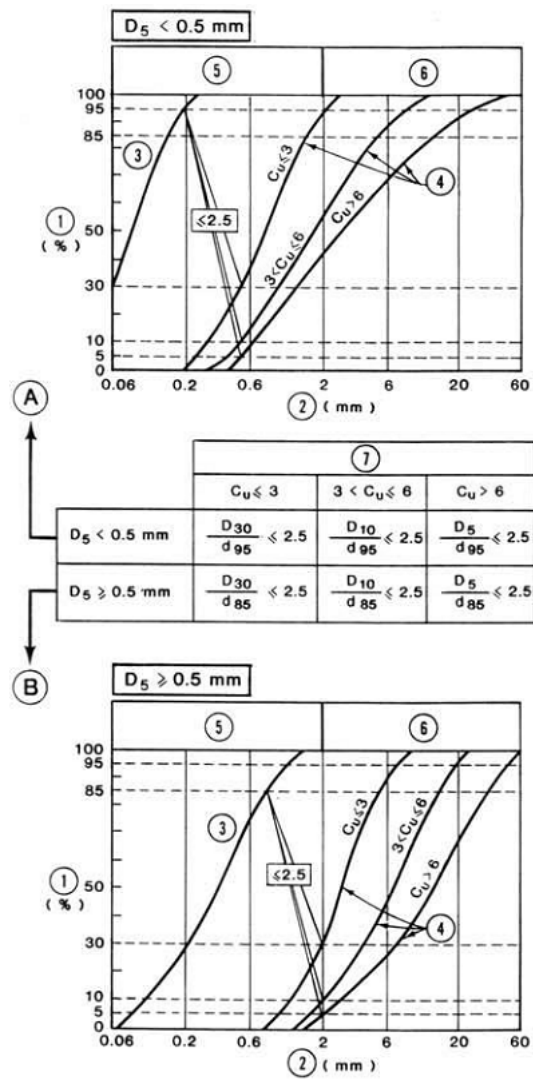 D5 < 0.5 mm
5 6
100
95
85
3
Cu⩽3
4
1
(%)
⩽2.5
3<Cu⩽6
Cu>6
50
30
10
5
0
0.06 0.2 0.6 2 6 20 60
2 (mm)
A
7
Cu⩽3 3 < Cu⩽6 Cu > 6
D5 < 0.5 mm D30/d95 ⩽ 2.5 D10/d95 ⩽ 2.5 D5/d95 ⩽ 2.5
D5 ⩾ 0.5 mm D30/d85 ⩽ 2.5 D10/d85 ⩽ 2.5 D5/d85 ⩽ 2.5
B
D5 ⩾ 0.5 mm
5 6
100
95
85
3
Cu⩽3
3<Cu⩽6
Cu>6
1
(%)
50
⩽2.5
4
30
10
5
0
0.06 0.2 0.6 2 6 20 60
2 (mm)